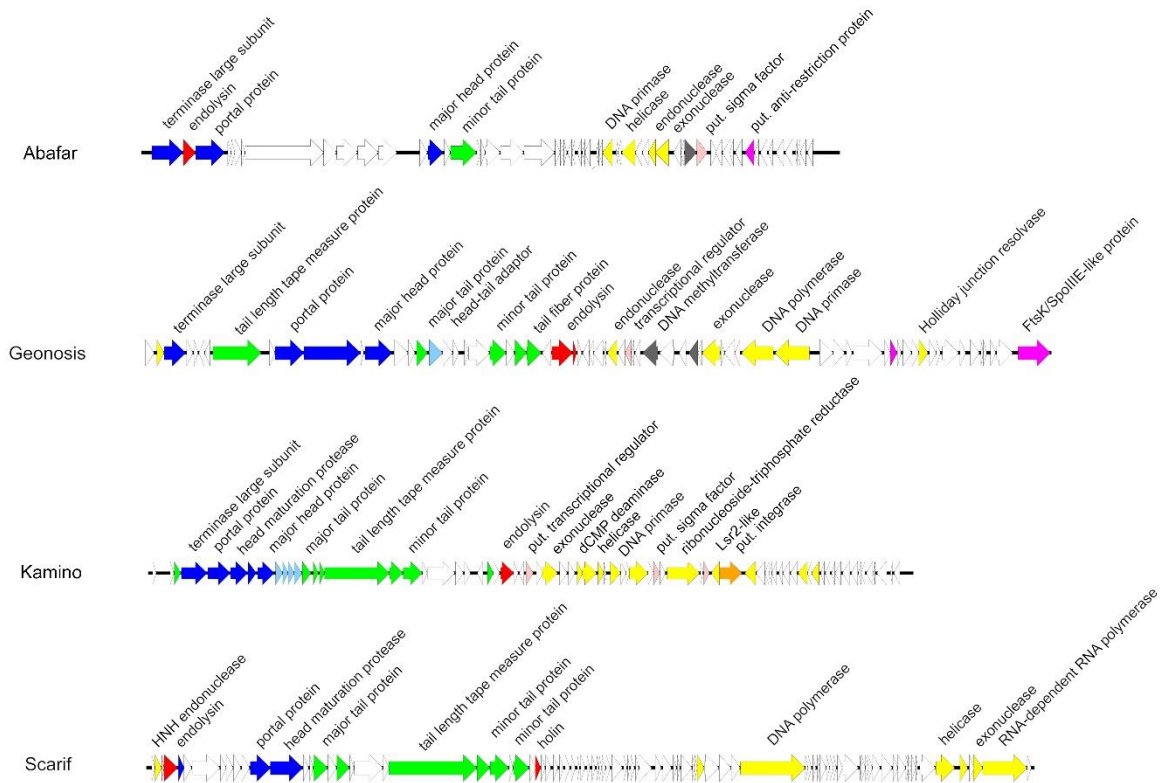 terminase large subunit
endolysin
portal protein
major head protein
minor tail protein
DNA primase
helicase
endonuclease
exonuclease
put. sigma factor
put. anti-restriction protein
Abafar
terminase large subunit
tail length tape measure protein
portal protein
major head protein
major tail protein
head-tail adaptor
minor tail protein
tail fiber protein
endolysin
endonuclease
transcriptional regulator
DNA methyltransferase
exonuclease
DNA polymerase
DNA primase
Holliday junction resolvase
FtsK/SpoIIIE-like protein
Geonosis
terminase large subunit
portal protein
head maturation protease
major head protein
major tail protein
tail length tape measure protein
minor tail protein
endolysin
put. transcriptional regulator
exonuclease
dCMP deaminase
helicase
DNA primase
put. sigma factor
ribonucleoside-triphosphate reductase
Lsr2-like
put. integrase
Kamino
HNH endonuclease
endolysin
portal protein
head maturation protease
major tail protein
tail length tape measure protein
minor tail protein
minor tail protein
holin
DNA polymerase
helicase
exonuclease
RNA-dependent RNA polymerase
Scarif